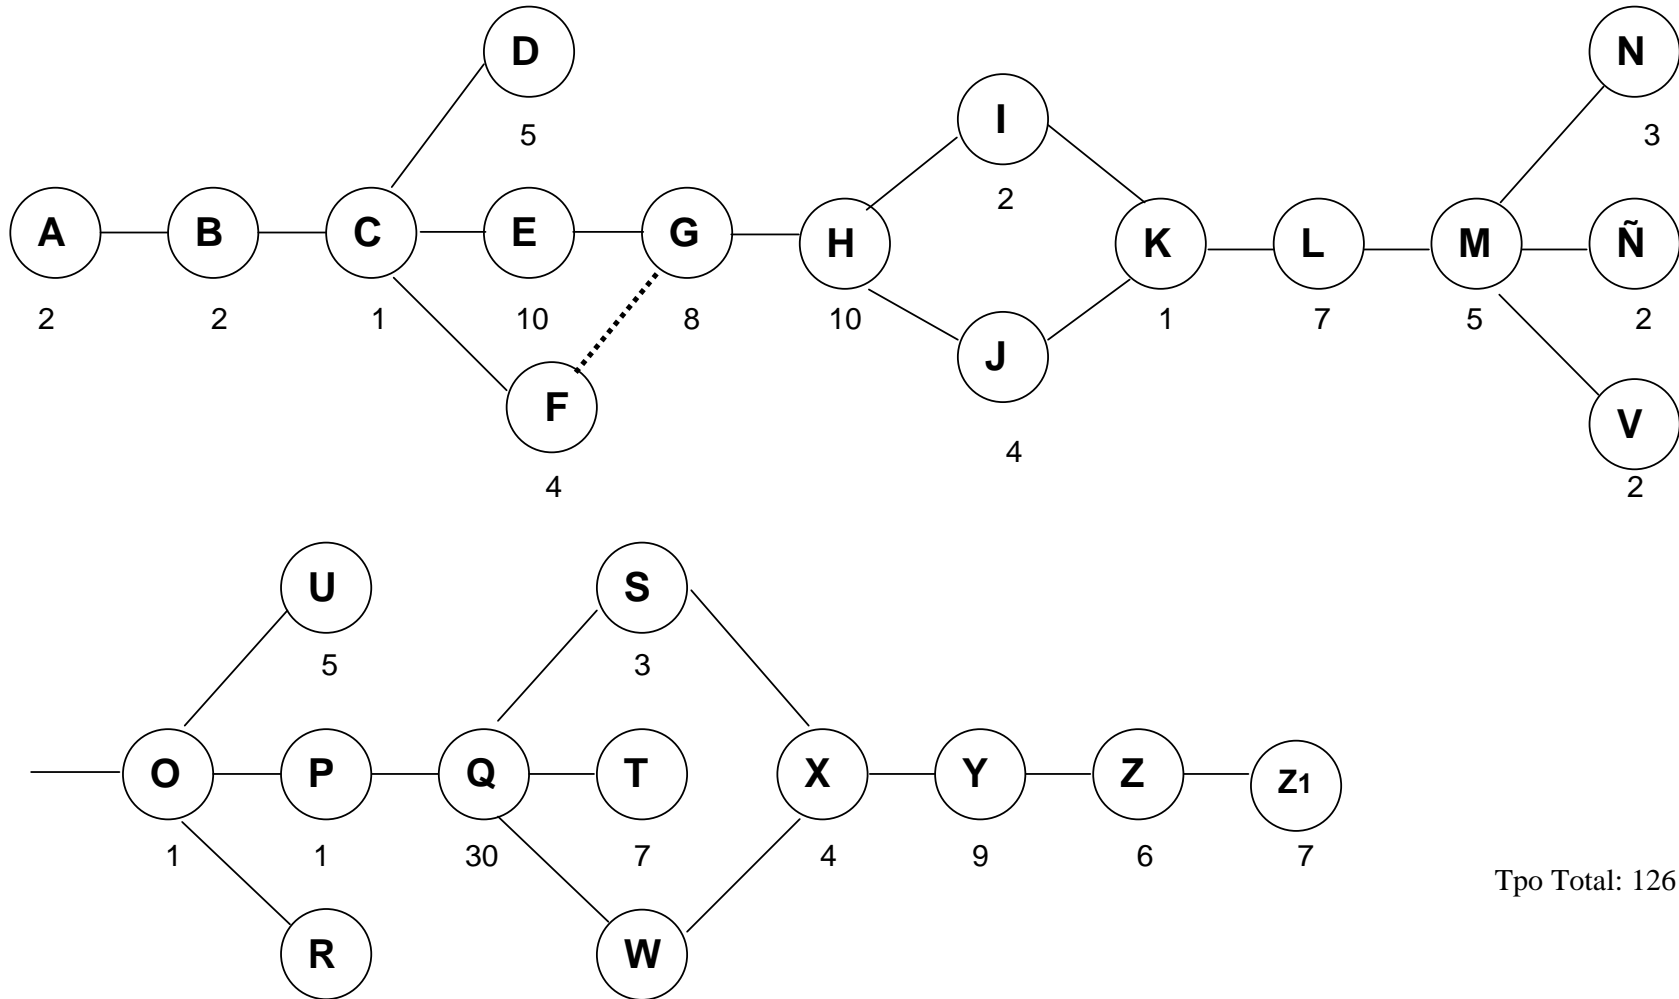 D
N
5
I
3
2
A B C E G H K L M Ñ
2 2 1 10 8 10 1 7 5 2
J
F
V
4
4
2
U S
5 3
O P Q T X Y Z Z1
1 1 30 7 4 9 6 7
Tpo Total: 126
R W